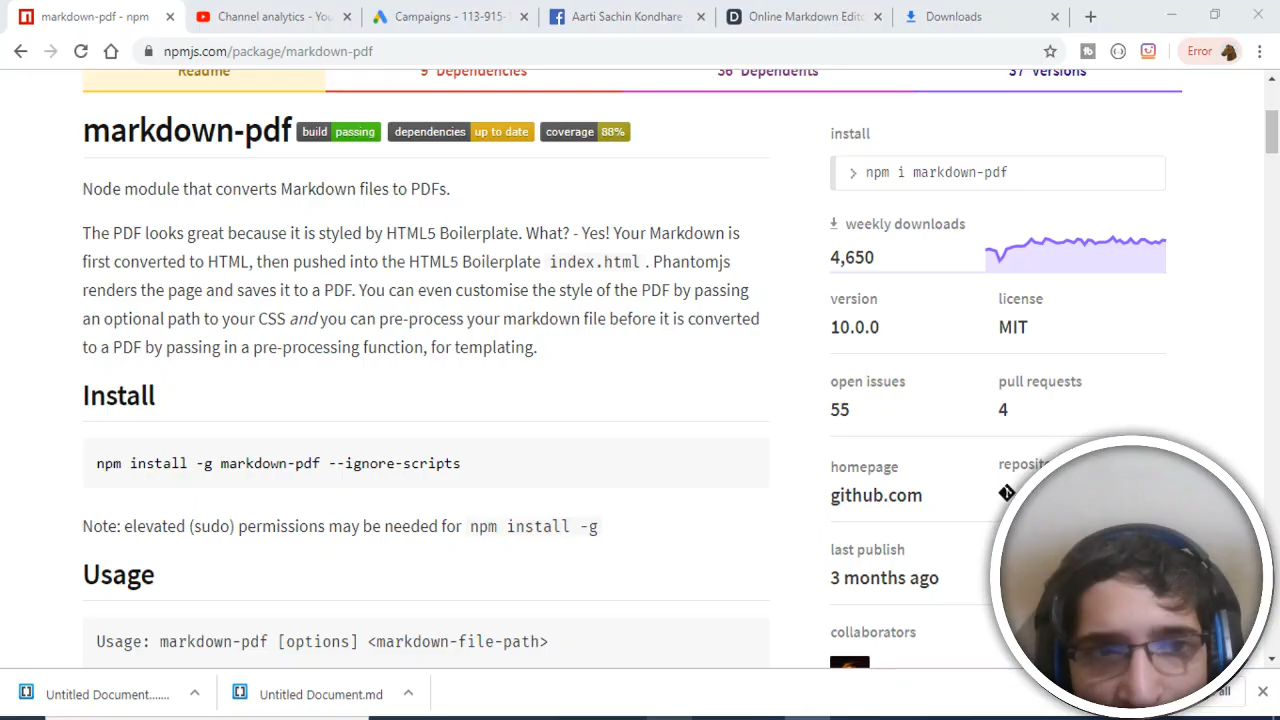 markdown-pdf - npm
Channel analytics - You
Campaigns - 113-915-
Aarti Sachin Kondhare
Online Markdown Edito
Downloads
npmjs.com/package/markdown-pdf
Error
Readme
9 Dependencies
36 Dependents
37 Versions
markdown-pdf build passing dependencies up to date coverage 88%
Node module that converts Markdown files to PDFs.
The PDF looks great because it is styled by HTML5 Boilerplate. What? - Yes! Your Markdown is
first converted to HTML, then pushed into the HTML5 Boilerplate index.html . Phantomjs
renders the page and saves it to a PDF. You can even customise the style of the PDF by passing
an optional path to your CSS and you can pre-process your markdown file before it is converted
to a PDF by passing in a pre-processing function, for templating.
Install
npm install -g markdown-pdf --ignore-scripts
Note: elevated (sudo) permissions may be needed for npm install -g
Usage
Usage: markdown-pdf [options] <markdown-file-path>
install
npm i markdown-pdf
weekly downloads
4,650
version
license
10.0.0
MIT
open issues
pull requests
55
4
homepage
github.com
last publish
3 months ago
collaborators
Untitled Document.......
Untitled Document.md
all